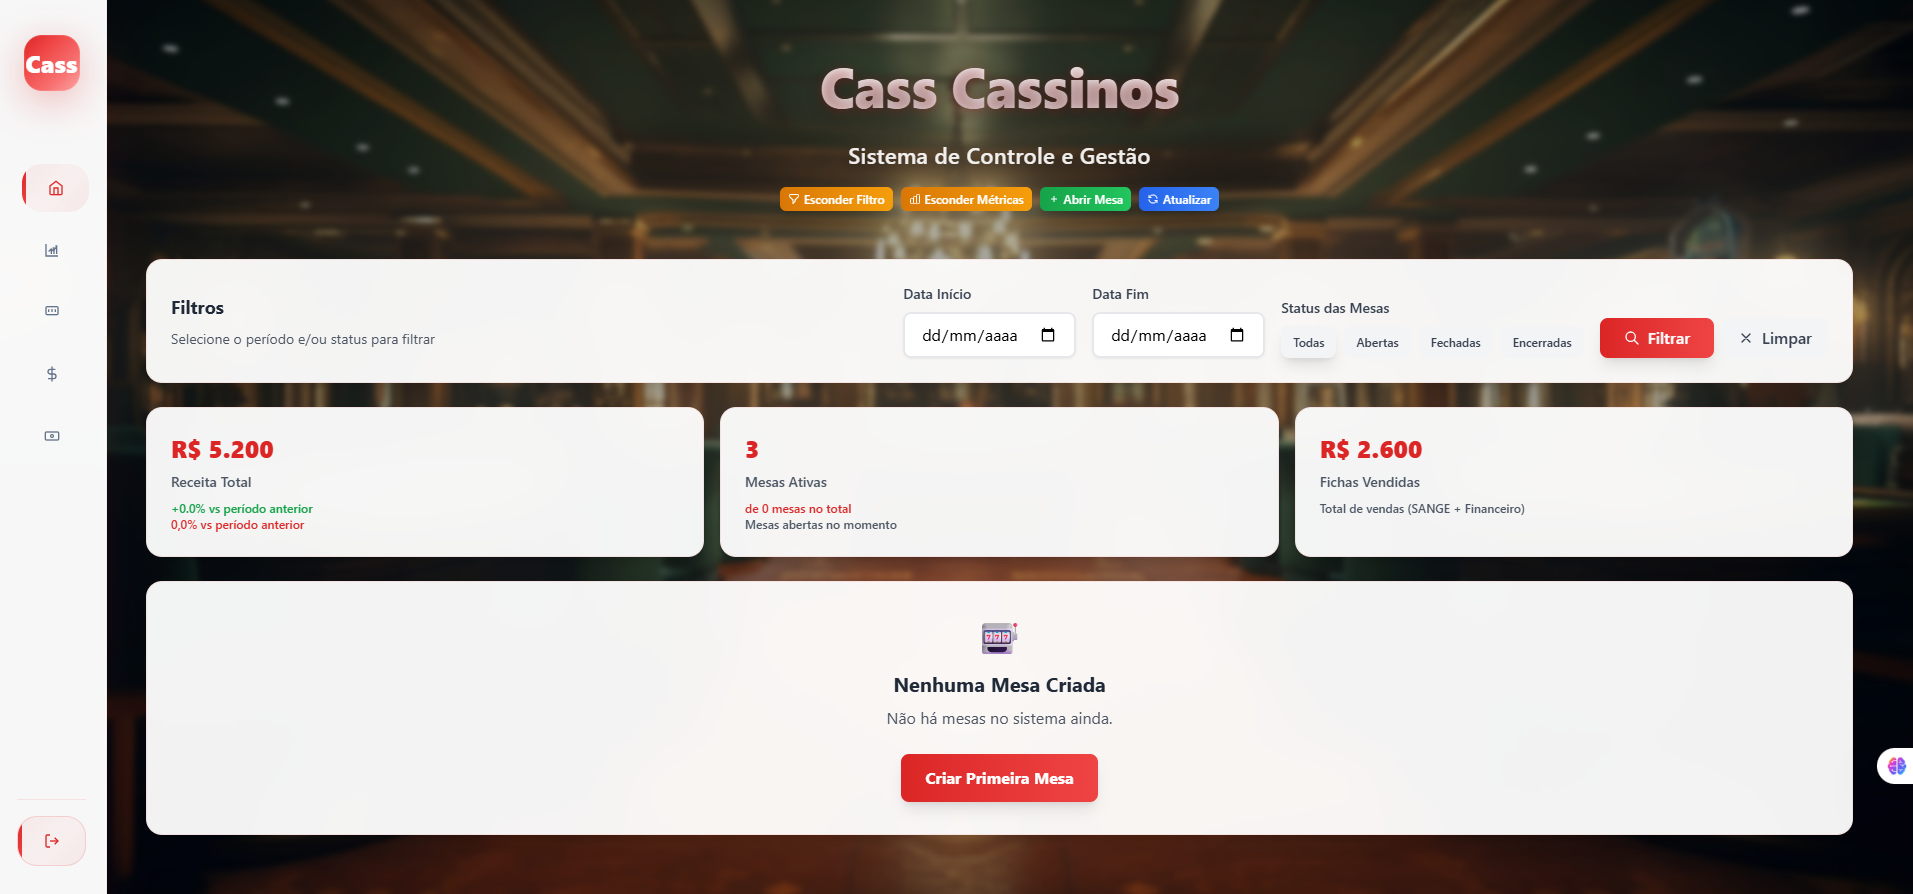 Cass
Cass Cassinos
Sistema de Controle e Gestão
Esconder Filtro
Esconder Métricas
+ Abrir Mesa
Atualizar
Filtros
Selecione o período e/ou status para filtrar
Data Início
dd/mm/aaaa
Data Fim
dd/mm/aaaa
Status das Mesas
Todas
Abertas
Fechadas
Encerradas
Filtrar
Limpar
R$ 5.200
Receita Total
+0.0% vs período anterior
0,0% vs período anterior
3
Mesas Ativas
de 0 mesas no total
Mesas abertas no momento
R$ 2.600
Fichas Vendidas
Total de vendas (SANGE + Financeiro)
777
Nenhuma Mesa Criada
Não há mesas no sistema ainda.
Criar Primeira Mesa